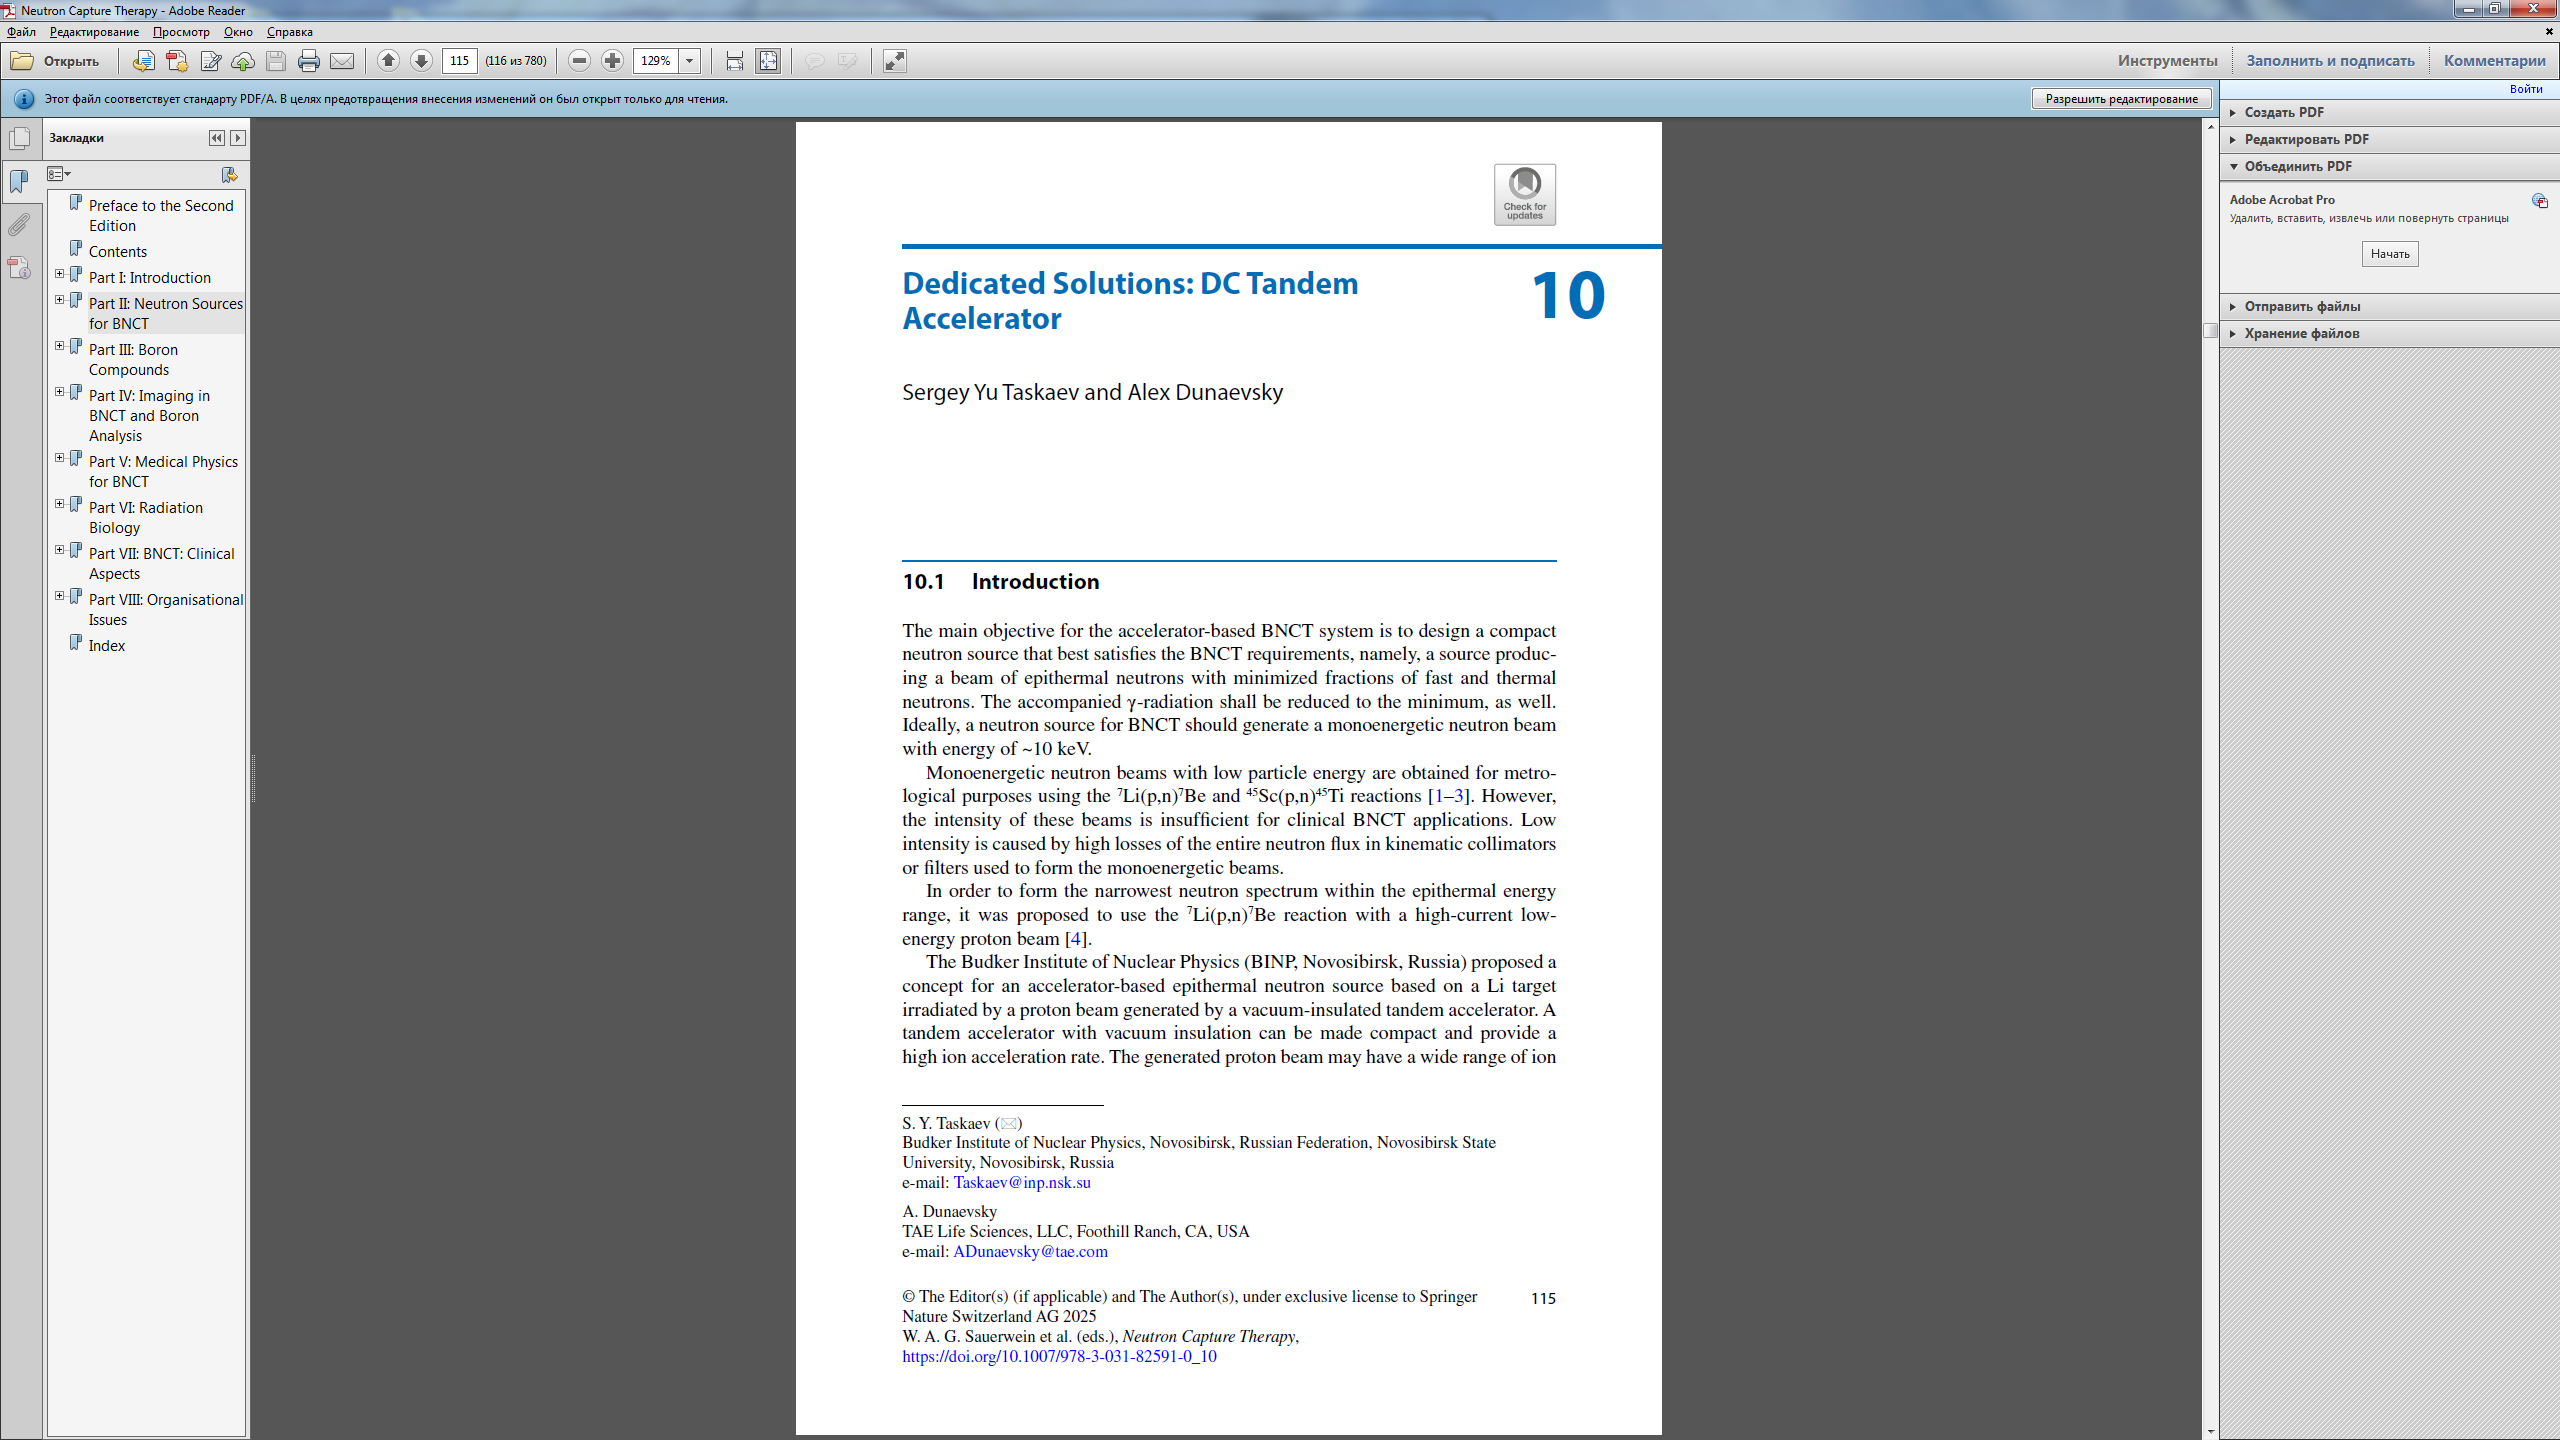 Neutron Capture Therapy - Adobe Reader
Файл Редактирование Просмотр Окно Справка
Открыть 115 (116 из 780) 129% Инструменты Заполнить и подписать Комментарии
Этот файл соответствует стандарту PDF/A. В целях предотвращения внесения изменений он был открыт только для чтения. Разрешить редактирование
Закладки
Preface to the Second
Edition
Contents
Part I: Introduction
Part II: Neutron Sources
for BNCT
Part III: Boron
Compounds
Part IV: Imaging in
BNCT and Boron
Analysis
Part V: Medical Physics
for BNCT
Part VI: Radiation
Biology
Part VII: BNCT: Clinical
Aspects
Part VIII: Organisational
Issues
Index
Check for
updates
Dedicated Solutions: DC Tandem
Accelerator
10
Sergey Yu Taskaev and Alex Dunaevsky
10.1 Introduction
The main objective for the accelerator-based BNCT system is to design a compact
neutron source that best satisfies the BNCT requirements, namely, a source produc-
ing a beam of epithermal neutrons with minimized fractions of fast and thermal
neutrons. The accompanied γ-radiation shall be reduced to the minimum, as well.
Ideally, a neutron source for BNCT should generate a monoenergetic neutron beam
with energy of ~10 keV.
Monoenergetic neutron beams with low particle energy are obtained for metro-
logical purposes using the ⁷Li(p,n)⁷Be and ⁴⁵Sc(p,n)⁴⁵Ti reactions [1–3]. However,
the intensity of these beams is insufficient for clinical BNCT applications. Low
intensity is caused by high losses of the entire neutron flux in kinematic collimators
or filters used to form the monoenergetic beams.
In order to form the narrowest neutron spectrum within the epithermal energy
range, it was proposed to use the ⁷Li(p,n)⁷Be reaction with a high-current low-
energy proton beam [4].
The Budker Institute of Nuclear Physics (BINP, Novosibirsk, Russia) proposed a
concept for an accelerator-based epithermal neutron source based on a Li target
irradiated by a proton beam generated by a vacuum-insulated tandem accelerator. A
tandem accelerator with vacuum insulation can be made compact and provide a
high ion acceleration rate. The generated proton beam may have a wide range of ion
S. Y. Taskaev (✉)
Budker Institute of Nuclear Physics, Novosibirsk, Russian Federation, Novosibirsk State
University, Novosibirsk, Russia
e-mail: Taskaev@inp.nsk.su
A. Dunaevsky
TAE Life Sciences, LLC, Foothill Ranch, CA, USA
e-mail: ADunaevsky@tae.com
© The Editor(s) (if applicable) and The Author(s), under exclusive license to Springer
Nature Switzerland AG 2025
W. A. G. Sauerwein et al. (eds.), Neutron Capture Therapy,
https://doi.org/10.1007/978-3-031-82591-0_10
115
Войти
Создать PDF
Редактировать PDF
Объединить PDF
Adobe Acrobat Pro
Удалить, вставить, извлечь или повернуть страницы
Начать
Отправить файлы
Хранение файлов